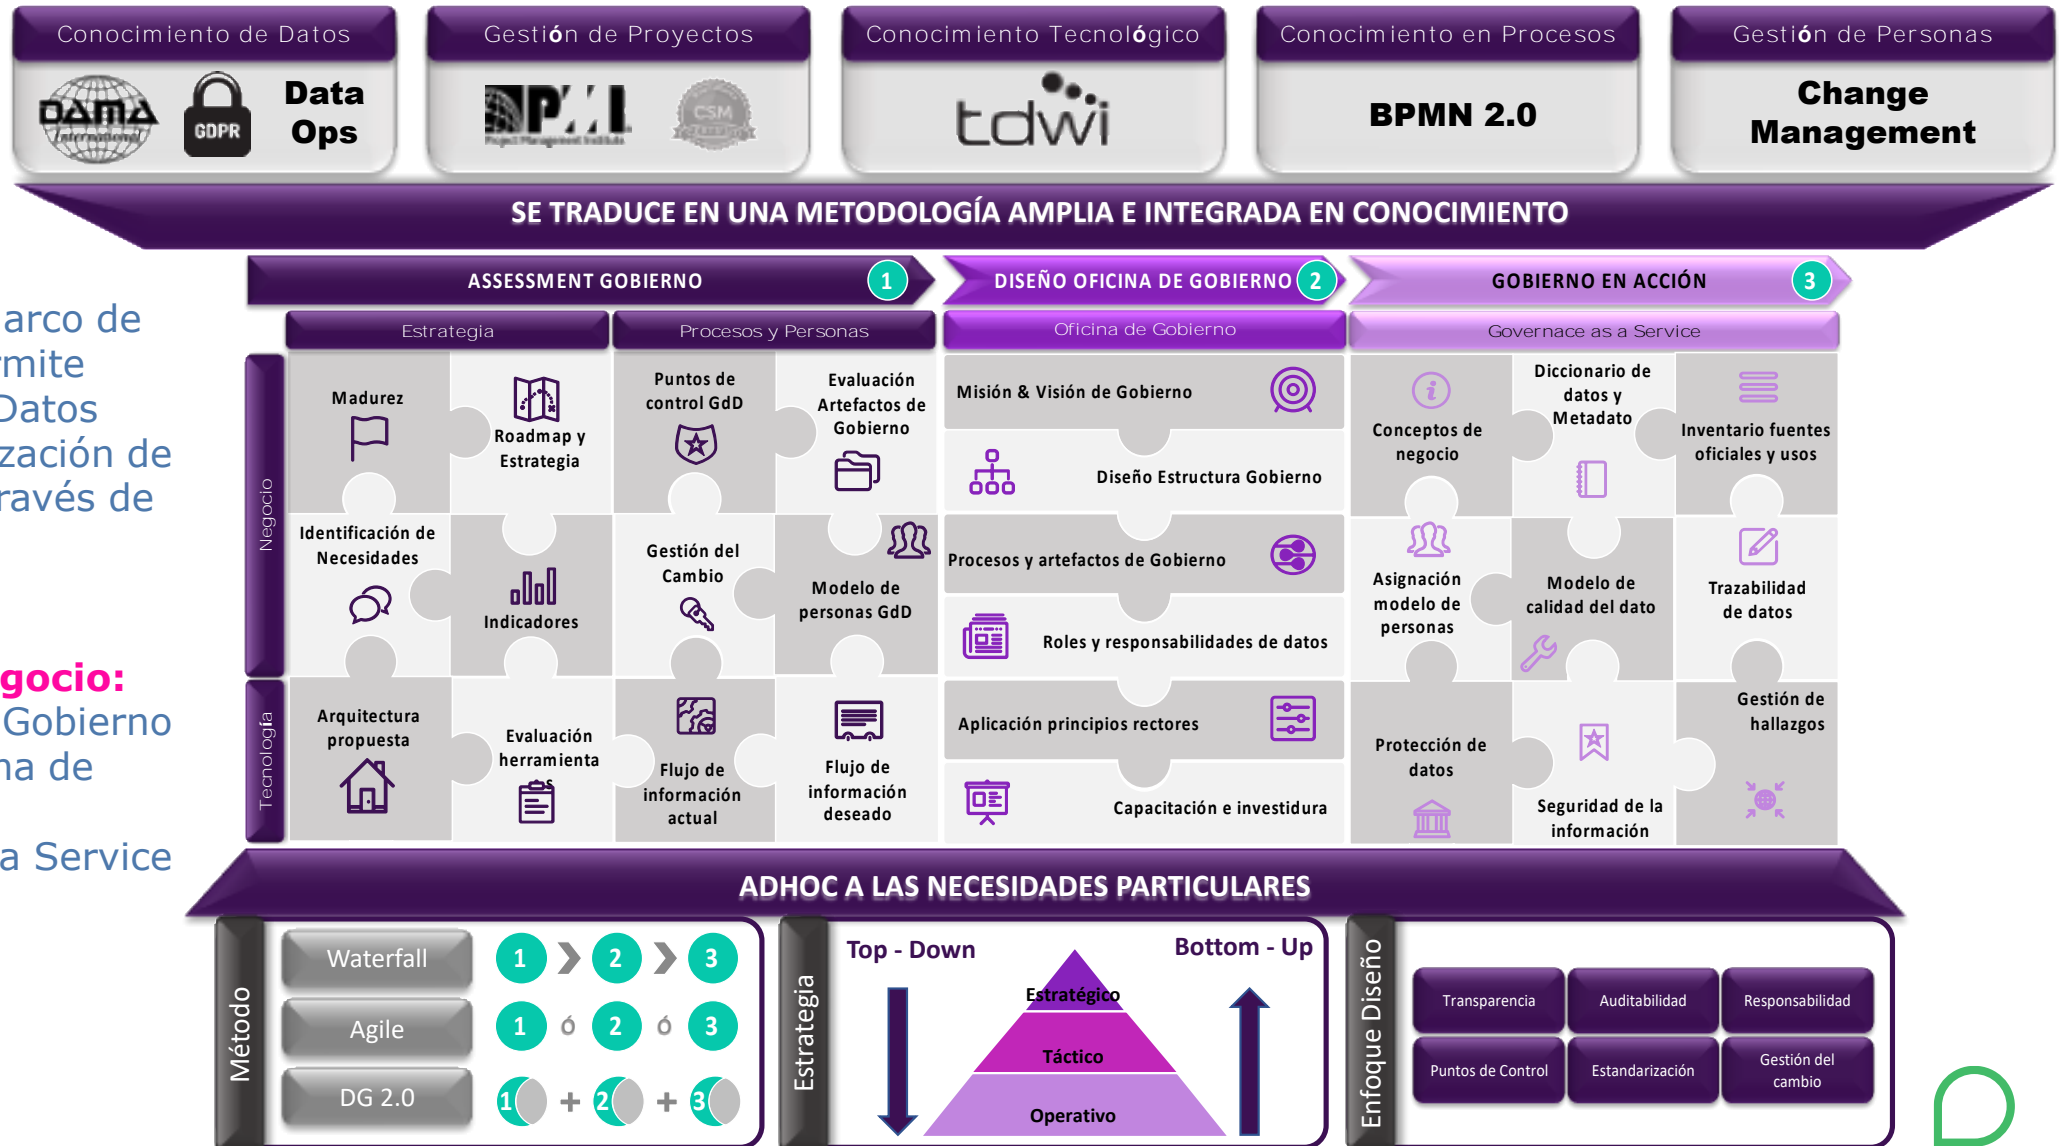 Conocimiento de Datos
Gestión de Proyectos
Conocimiento Tecnológico
Conocimiento en Procesos
Gestión de Personas
DAMA
International
GDPR
Data
Ops
PMI
Project Management Institute
CSM
tdwi
BPMN 2.0
Change
Management
SE TRADUCE EN UNA METODOLOGÍA AMPLIA E INTEGRADA EN CONOCIMIENTO
arco de
rmite
Datos
zación de
ravés de
gocio:
Gobierno
na de
a Service
ASSESSMENT GOBIERNO
1
DISEÑO OFICINA DE GOBIERNO
2
GOBIERNO EN ACCIÓN
3
Estrategia
Procesos y Personas
Oficina de Gobierno
Governace as a Service
Negocio
Madurez
Roadmap y
Estrategia
Puntos de
control GdD
Evaluación
Artefactos de
Gobierno
Identificación de
Necesidades
Indicadores
Gestión del
Cambio
Modelo de
personas GdD
Tecnología
Arquitectura
propuesta
Evaluación
herramienta
s
Flujo de
información
actual
Flujo de
información
deseado
Misión & Visión de Gobierno
Diseño Estructura Gobierno
Procesos y artefactos de Gobierno
Roles y responsabilidades de datos
Aplicación principios rectores
Capacitación e investidura
i
Conceptos de
negocio
Diccionario de
datos y
Metadato
Inventario fuentes
oficiales y usos
Asignación
modelo de
personas
Modelo de
calidad del dato
Trazabilidad
de datos
Protección de
datos
Seguridad de la
información
Gestión de
hallazgos
ADHOC A LAS NECESIDADES PARTICULARES
Método
Waterfall
1 2 3
Agile
1 ó 2 ó 3
DG 2.0
1 + 2 + 3
Estrategia
Top - Down
Bottom - Up
Estratégico
Táctico
Operativo
Enfoque Diseño
Transparencia
Auditabilidad
Responsabilidad
Puntos de Control
Estandarización
Gestión del
cambio